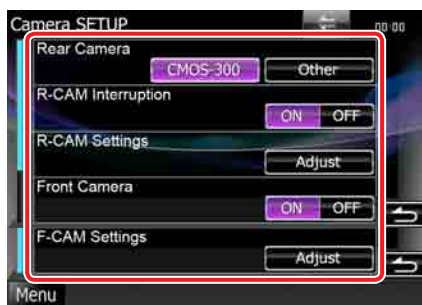 Camera SETUP 00:00
Rear Camera
CMOS-300 Other
R-CAM Interruption
ON OFF
R-CAM Settings
Adjust
Front Camera
ON OFF
F-CAM Settings
Adjust
Menu